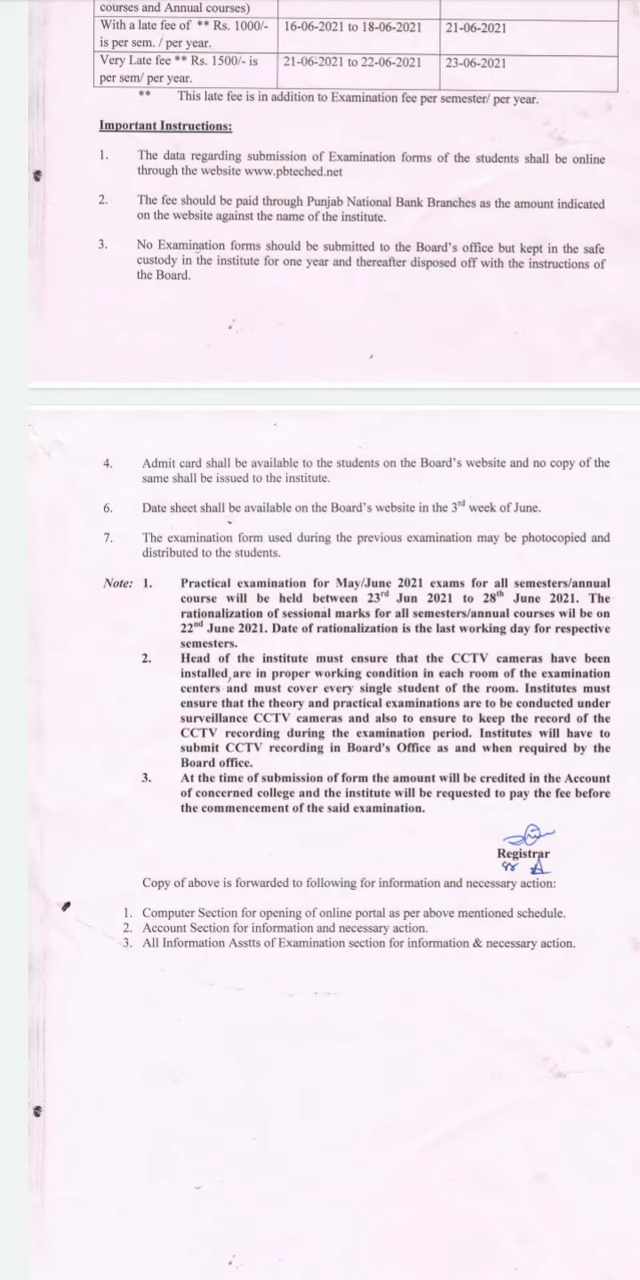 courses and Annual courses)
With a late fee of ** Rs. 1000/- is per sem. / per year. 16-06-2021 to 18-06-2021 21-06-2021
Very Late fee ** Rs. 1500/- is per sem/ per year. 21-06-2021 to 22-06-2021 23-06-2021
** This late fee is in addition to Examination fee per semester/ per year.
Important Instructions:
1. The data regarding submission of Examination forms of the students shall be online
through the website www.pbteched.net
2. The fee should be paid through Punjab National Bank Branches as the amount indicated
on the website against the name of the institute.
3. No Examination forms should be submitted to the Board's office but kept in the safe
custody in the institute for one year and thereafter disposed off with the instructions of
the Board.
4. Admit card shall be available to the students on the Board's website and no copy of the
same shall be issued to the institute.
6. Date sheet shall be available on the Board's website in the 3rd week of June.
7. The examination form used during the previous examination may be photocopied and
distributed to the students.
Note: 1. Practical examination for May/June 2021 exams for all semesters/annual
course will be held between 23rd Jun 2021 to 28th June 2021. The
rationalization of sessional marks for all semesters/annual courses wil be on
22nd June 2021. Date of rationalization is the last working day for respective
semesters.
2. Head of the institute must ensure that the CCTV cameras have been
installed are in proper working condition in each room of the examination
centers and must cover every single student of the room. Institutes must
ensure that the theory and practical examinations are to be conducted under
surveillance CCTV cameras and also to ensure to keep the record of the
CCTV recording during the examination period. Institutes will have to
submit CCTV recording in Board's Office as and when required by the
Board office.
3. At the time of submission of form the amount will be credited in the Account
of concerned college and the institute will be requested to pay the fee before
the commencement of the said examination.
Registrar
Copy of above is forwarded to following for information and necessary action:
1. Computer Section for opening of online portal as per above mentioned schedule.
2. Account Section for information and necessary action.
3. All Information Asstts of Examination section for information & necessary action.